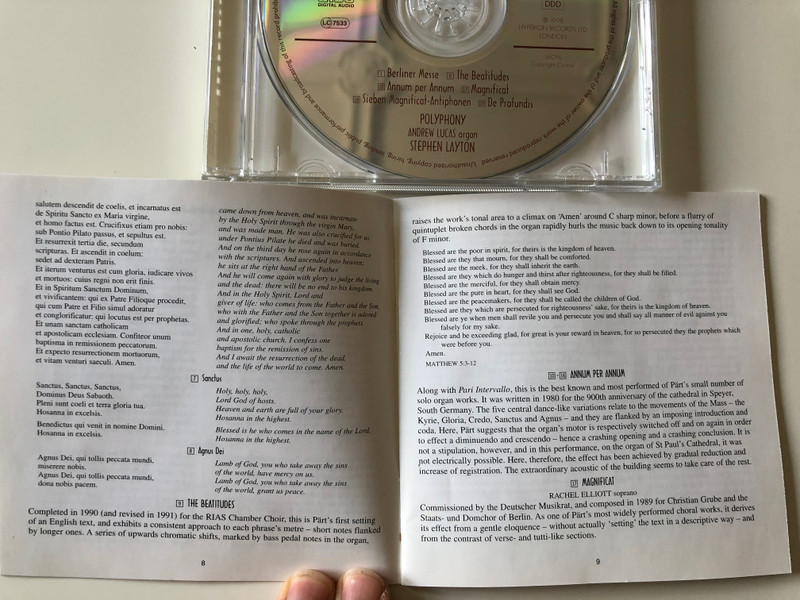 DIGITAL AUDIO
LC 7533
DDD
LONDON
1 Berliner Messe 9 The Beatitudes
Annum per Annum 17 Magnificat
Sieben Magnificat-Antiphonen De Profundis
POLYPHONY
ANDREW LUCAS organ
STEPHEN LAYTON
salutem descendit de coelis, et incarnatus est
de Spiritu Sancto ex Maria virgine,
et homo factus est. Crucifixus etiam pro nobis:
sub Pontio Pilato passus, et sepultus est.
Et resurrexit tertia die, secundum
scripturas. Et ascendit in coelum:
sedet ad dexteram Patris.
Et iterum venturus est cum gloria, iudicare vivos
et mortuos: cuius regni non erit finis.
Et in Spiritum Sanctum Dominum,
et vivificantem: qui ex Patre Filioque procedit,
qui cum Patre et Filio simul adoratur
et conglorificatur: qui locutus est per prophetas.
Et unam sanctam catholicam
et apostolicam ecclesiam. Confiteor unum
baptisma in remissionem peccatorum.
Et expecto resurrectionem mortuorum,
et vitam venturi saeculi. Amen.
came down from heaven, and was incarnate
by the Holy Spirit through the virgin Mary,
and was made man. He was also crucified for us
under Pontius Pilate he died and was buried.
And on the third day he rose again in accordance
with the scriptures. And ascended into heaven:
he sits at the right hand of the Father
And he will come again with glory to judge the living
and the dead: there will be no end to his kingdom.
And in the Holy Spirit, Lord and
giver of life: who comes from the Father and the Son,
who with the Father and the Son together is adored
and glorified; who spoke through the prophets.
And in one, holy, catholic
and apostolic church. I confess one
baptism for the remission of sins.
And I await the resurrection of the dead,
and the life of the world to come. Amen.
7 Sanctus
Sanctus, Sanctus, Sanctus,
Dominus Deus Sabaoth.
Pleni sunt coeli et terra gloria tua.
Hosanna in excelsis.
Benedictus qui venit in nomine Domini.
Hosanna in excelsis.
Holy, holy, holy,
Lord God of hosts.
Heaven and earth are full of your glory.
Hosanna in the highest.
Blessed is he who comes in the name of the Lord.
Hosanna in the highest.
8 Agnus Dei
Agnus Dei, qui tollis peccata mundi,
miserere nobis.
Agnus Dei, qui tollis peccata mundi,
dona nobis pacem.
Lamb of God, you who take away the sins
of the world, have mercy on us.
Lamb of God, you who take away the sins
of the world, grant us peace.
9 THE BEATITUDES
Completed in 1990 (and revised in 1991) for the RIAS Chamber Choir, this is Pärt's first setting
of an English text, and exhibits a consistent approach to each phrase's metre – short notes flanked
by longer ones. A series of upwards chromatic shifts, marked by bass pedal notes in the organ,
8
raises the work's tonal area to a climax on 'Amen' around C sharp minor, before a flurry of
quintuplet broken chords in the organ rapidly hurls the music back down to its opening tonality
of F minor.
Blessed are the poor in spirit, for theirs is the kingdom of heaven.
Blessed are they that mourn, for they shall be comforted.
Blessed are the meek, for they shall inherit the earth.
Blessed are they which do hunger and thirst after righteousness, for they shall be filled.
Blessed are the merciful, for they shall obtain mercy.
Blessed are the pure in heart, for they shall see God.
Blessed are the peacemakers, for they shall be called the children of God.
Blessed are they which are persecuted for righteousness' sake, for theirs is the kingdom of heaven.
Blessed are ye when men shall revile you and persecute you and shall say all manner of evil against you
falsely for my sake.
Rejoice and be exceeding glad, for great is your reward in heaven, for so persecuted they the prophets which
were before you.
Amen.
MATTHEW 5:3-12
10-16 ANNUM PER ANNUM
Along with Pari Intervallo, this is the best known and most performed of Pärt's small number of
solo organ works. It was written in 1980 for the 900th anniversary of the cathedral in Speyer,
South Germany. The five central dance-like variations relate to the movements of the Mass – the
Kyrie, Gloria, Credo, Sanctus and Agnus – and they are flanked by an imposing introduction and
coda. Here, Pärt suggests that the organ's motor is respectively switched off and on again in order
to effect a diminuendo and crescendo – hence a crashing opening and a crashing conclusion. It is
not a stipulation, however, and in this performance, on the organ of St Paul's Cathedral, it was
not electrically possible. Here, therefore, the effect has been achieved by gradual reduction and
increase of registration. The extraordinary acoustic of the building seems to take care of the rest.
17 MAGNIFICAT
RACHEL ELLIOTT soprano
Commissioned by the Deutscher Musikrat, and composed in 1989 for Christian Grube and the
Staats- und Domchor of Berlin. As one of Pärt's most widely performed choral works, it derives
its effect from a gentle eloquence – without actually 'setting' the text in a descriptive way – and
from the contrast of verse- and tutti-like sections.
9